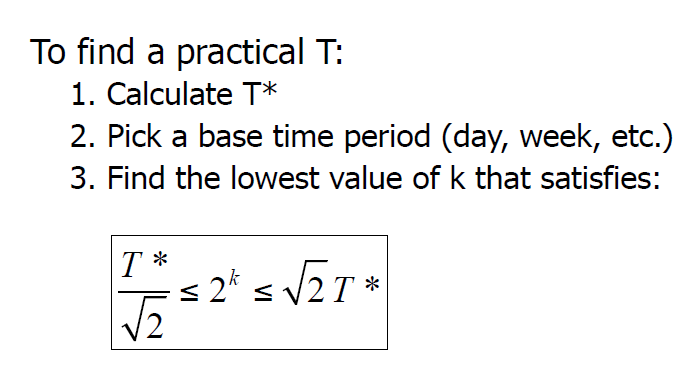 To find a practical T:
1. Calculate T*
2. Pick a base time period (day, week, etc.)
3. Find the lowest value of k that satisfies:
T * / √2 ≤ 2^k ≤ √2 T *